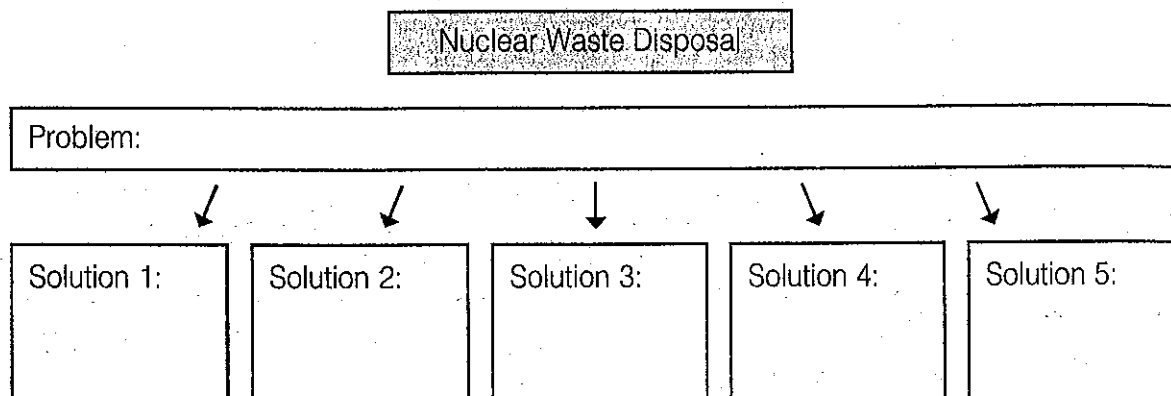 Nuclear Waste Disposal
Problem:
Solution 1:
Solution 2:
Solution 3:
Solution 4:
Solution 5: